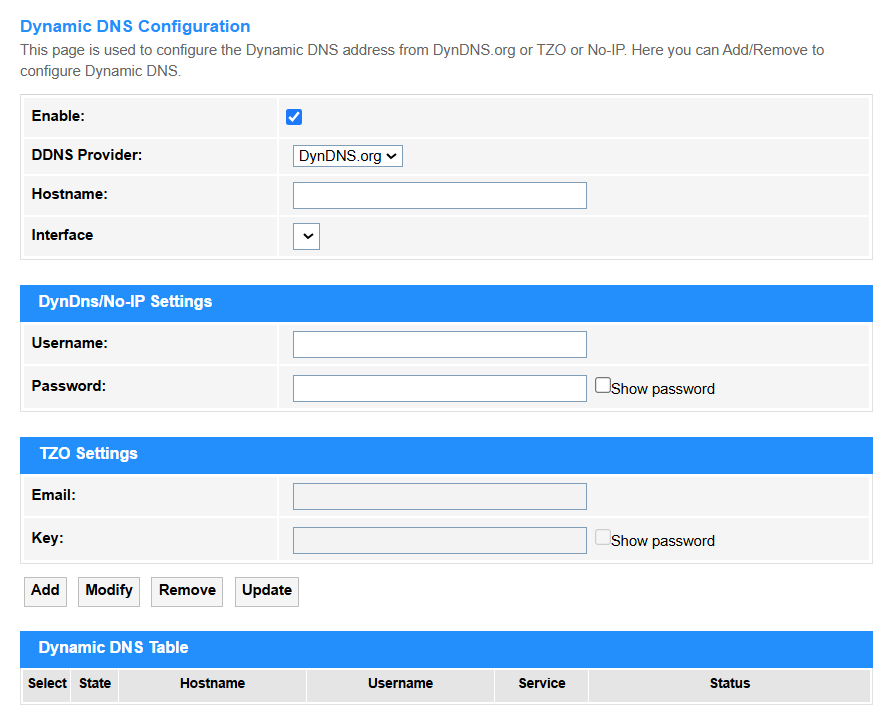 Dynamic DNS Configuration
This page is used to configure the Dynamic DNS address from DynDNS.org or TZO or No-IP. Here you can Add/Remove to
configure Dynamic DNS.
Enable:
DDNS Provider: DynDNS.org
Hostname:
Interface
DynDns/No-IP Settings
Username:
Password: Show password
TZO Settings
Email:
Key: Show password
Add Modify Remove Update
Dynamic DNS Table
Select State Hostname Username Service Status